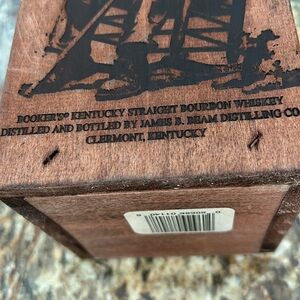 BOOKER'S® KENTUCKY STRAIGHT BOURBON WHISKEY
DISTILLED AND BOTTLED BY JAMES B. BEAM DISTILLING CO
CLERMONT, KENTUCKY